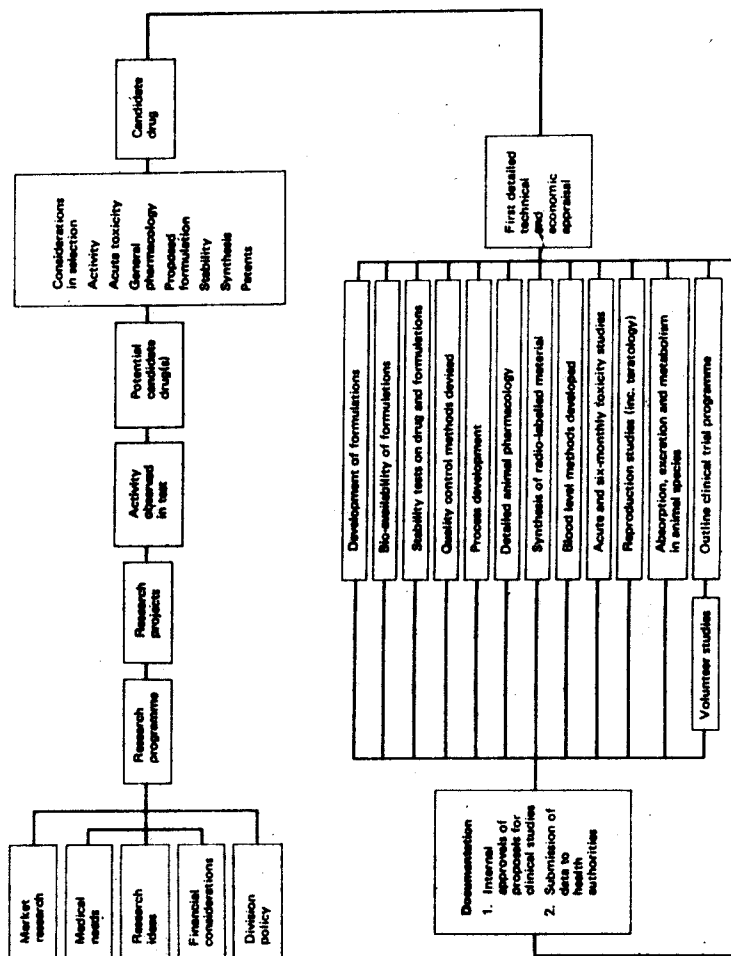 Market
research
Medical
needs
Research
ideas
Financial
considerations
Division
policy
Research
programme
Research
projects
Activity
observed
in test
Potential
candidate
drug(s)
Considerations
in selection
Activity
Acute toxicity
General
pharmacology
Proposed
formulation
Stability
Synthesis
Patents
Candidate
drug
First detailed
technical
and
economic
appraisal
Development of formulations
Bio-availability of formulations
Stability tests on drug and formulations
Quality control methods devised
Process development
Detailed animal pharmacology
Synthesis of radio-labelled material
Blood level methods developed
Acute and six-monthly toxicity studies
Reproduction studies (inc. teratology)
Absorption, excretion and metabolism
in animal species
Outline clinical trial programme
Volunteer studies
Documentation
1. Internal
approvals of
proposals for
clinical studies
2. Submission of
data to
health
authorities